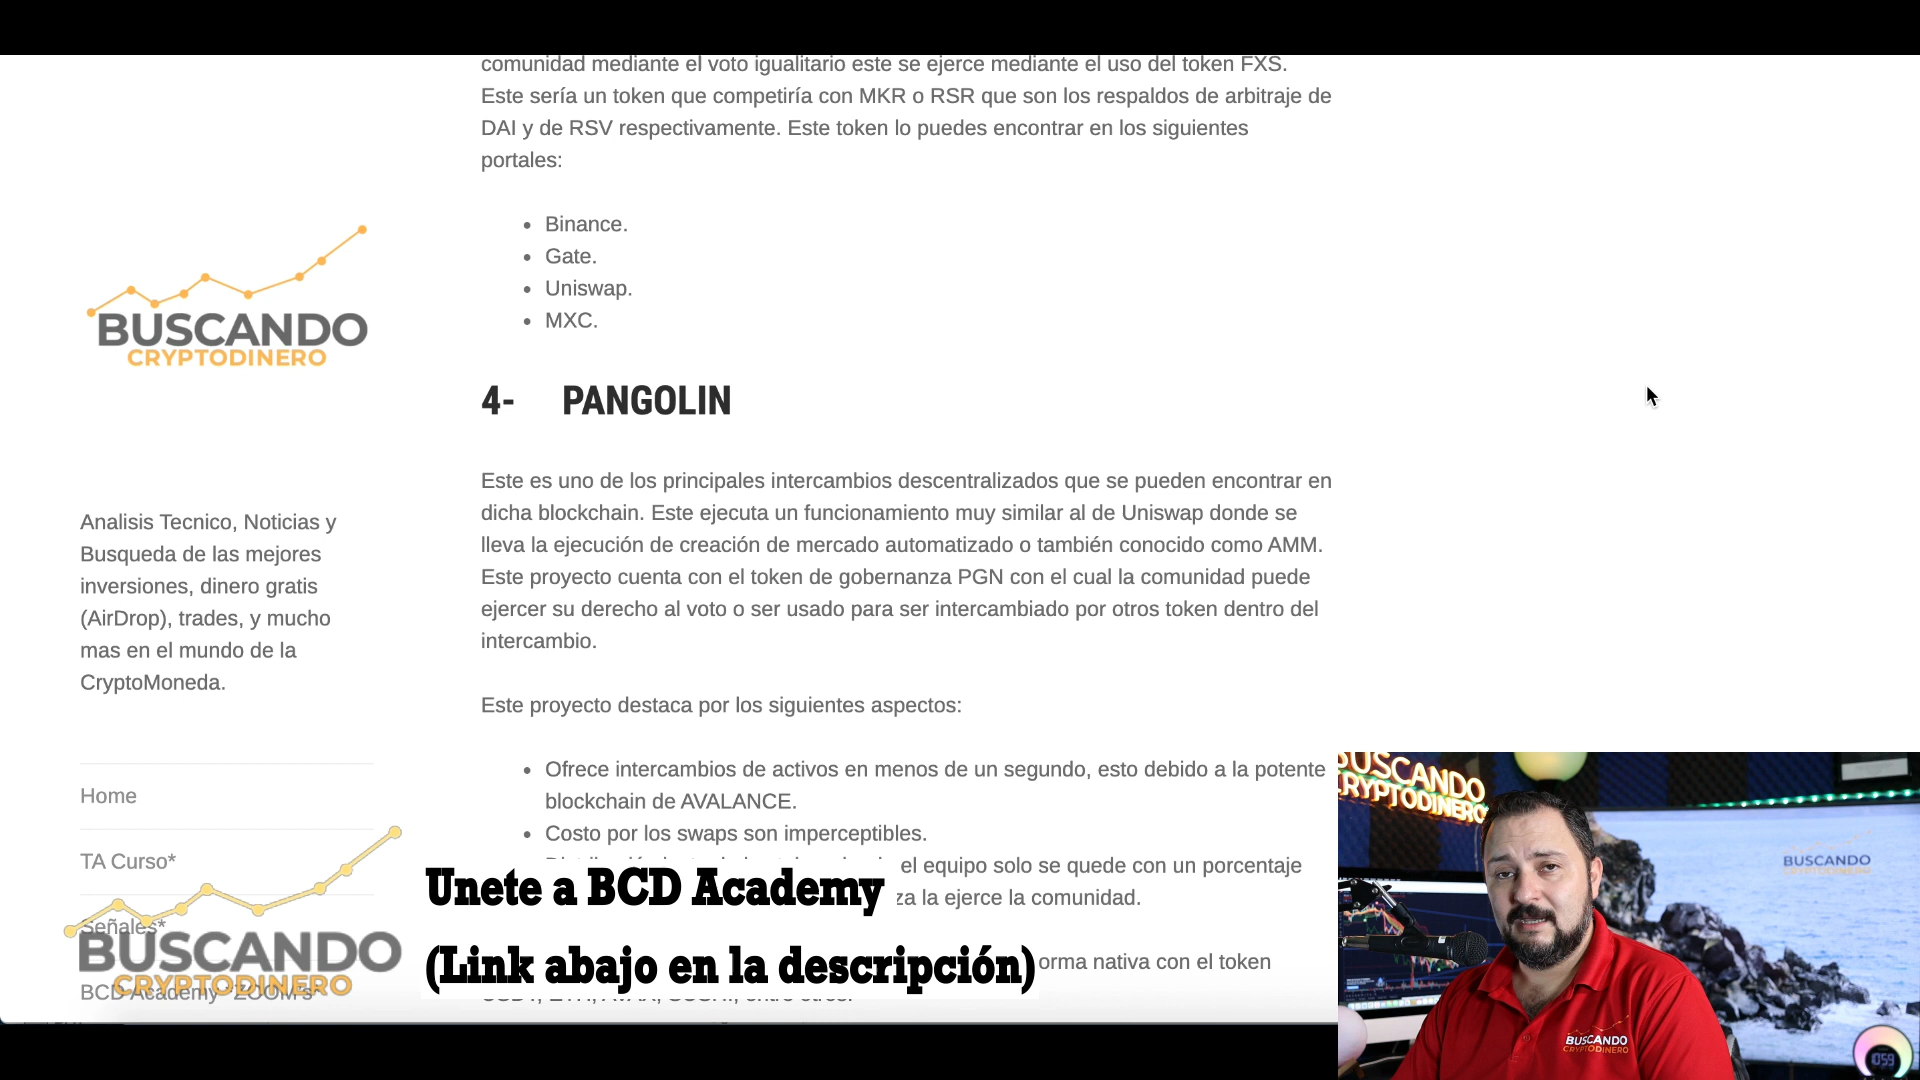 comunidad mediante el voto igualitario este se ejerce mediante el uso del token FXS.
Este sería un token que competiría con MKR o RSR que son los respaldos de arbitraje de
DAI y de RSV respectivamente. Este token lo puedes encontrar en los siguientes
portales:
• Binance.
• Gate.
• Uniswap.
• MXC.
4- PANGOLIN
Este es uno de los principales intercambios descentralizados que se pueden encontrar en
dicha blockchain. Este ejecuta un funcionamiento muy similar al de Uniswap donde se
lleva la ejecución de creación de mercado automatizado o también conocido como AMM.
Este proyecto cuenta con el token de gobernanza PGN con el cual la comunidad puede
ejercer su derecho al voto o ser usado para ser intercambiado por otros token dentro del
intercambio.
Este proyecto destaca por los siguientes aspectos:
• Ofrece intercambios de activos en menos de un segundo, esto debido a la potente
blockchain de AVALANCE.
• Costo por los swaps son imperceptibles.
el equipo solo se quede con un porcentaje
la ejerce la comunidad.
nativa con el token
BUSCANDO
CRYPTODINERO
Analisis Tecnico, Noticias y
Busqueda de las mejores
inversiones, dinero gratis
(AirDrop), trades, y mucho
mas en el mundo de la
CryptoMoneda.
Home
TA Curso*
Señales*
BCD Academy -ZOOM's-
BUSCANDO
CRYPTODINERO
Unete a BCD Academy
(Link abajo en la descripción)
BUSCANDO
CRYPTODINERO
BUSCANDO
CRYPTODINERO
BUSCANDO
CRYPTODINERO